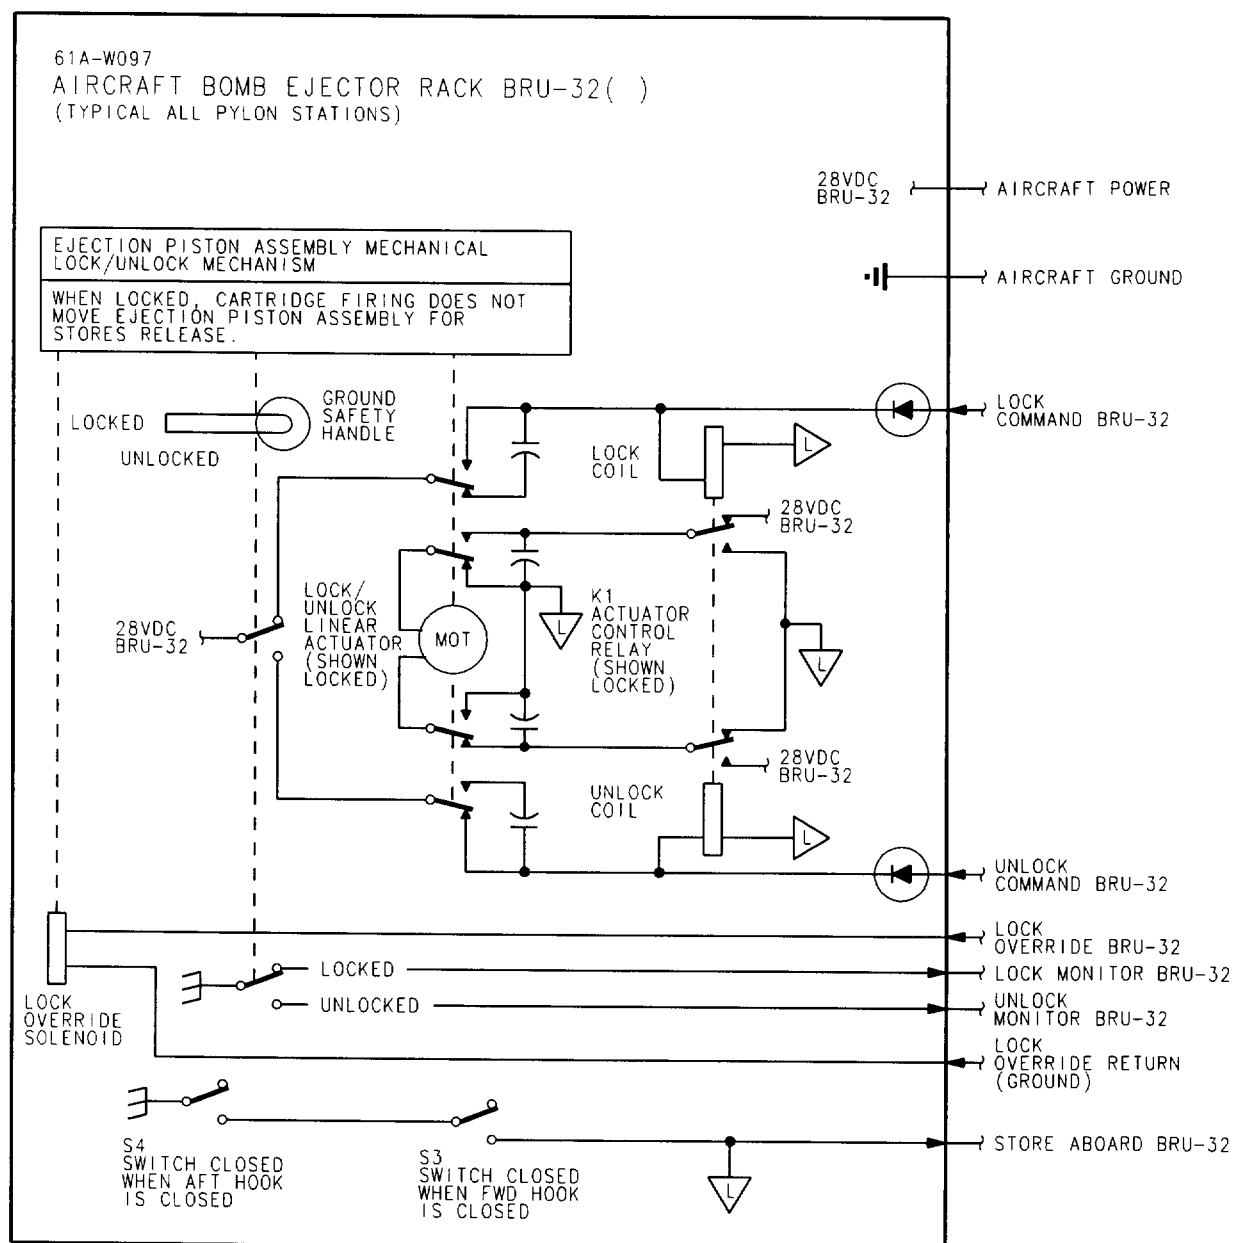 61A-W097
AIRCRAFT BOMB EJECTOR RACK BRU-32( )
(TYPICAL ALL PYLON STATIONS)
28VDC
BRU-32
AIRCRAFT POWER
EJECTION PISTON ASSEMBLY MECHANICAL
LOCK/UNLOCK MECHANISM
WHEN LOCKED, CARTRIDGE FIRING DOES NOT
MOVE EJECTION PISTON ASSEMBLY FOR
STORES RELEASE.
AIRCRAFT GROUND
LOCKED
UNLOCKED
GROUND
SAFETY
HANDLE
LOCK
COMMAND BRU-32
LOCK
COIL
L
28VDC
BRU-32
28VDC
BRU-32
LOCK/
UNLOCK
LINEAR
ACTUATOR
(SHOWN
LOCKED)
MOT
L
K1
ACTUATOR
CONTROL
RELAY
(SHOWN
LOCKED)
L
28VDC
BRU-32
UNLOCK
COIL
L
UNLOCK
COMMAND BRU-32
LOCK
OVERRIDE BRU-32
LOCKED
LOCK MONITOR BRU-32
UNLOCKED
UNLOCK
MONITOR BRU-32
LOCK
OVERRIDE
SOLENOID
LOCK
OVERRIDE RETURN
(GROUND)
S4
SWITCH CLOSED
WHEN AFT HOOK
IS CLOSED
S3
SWITCH CLOSED
WHEN FWD HOOK
IS CLOSED
L
STORE ABOARD BRU-32